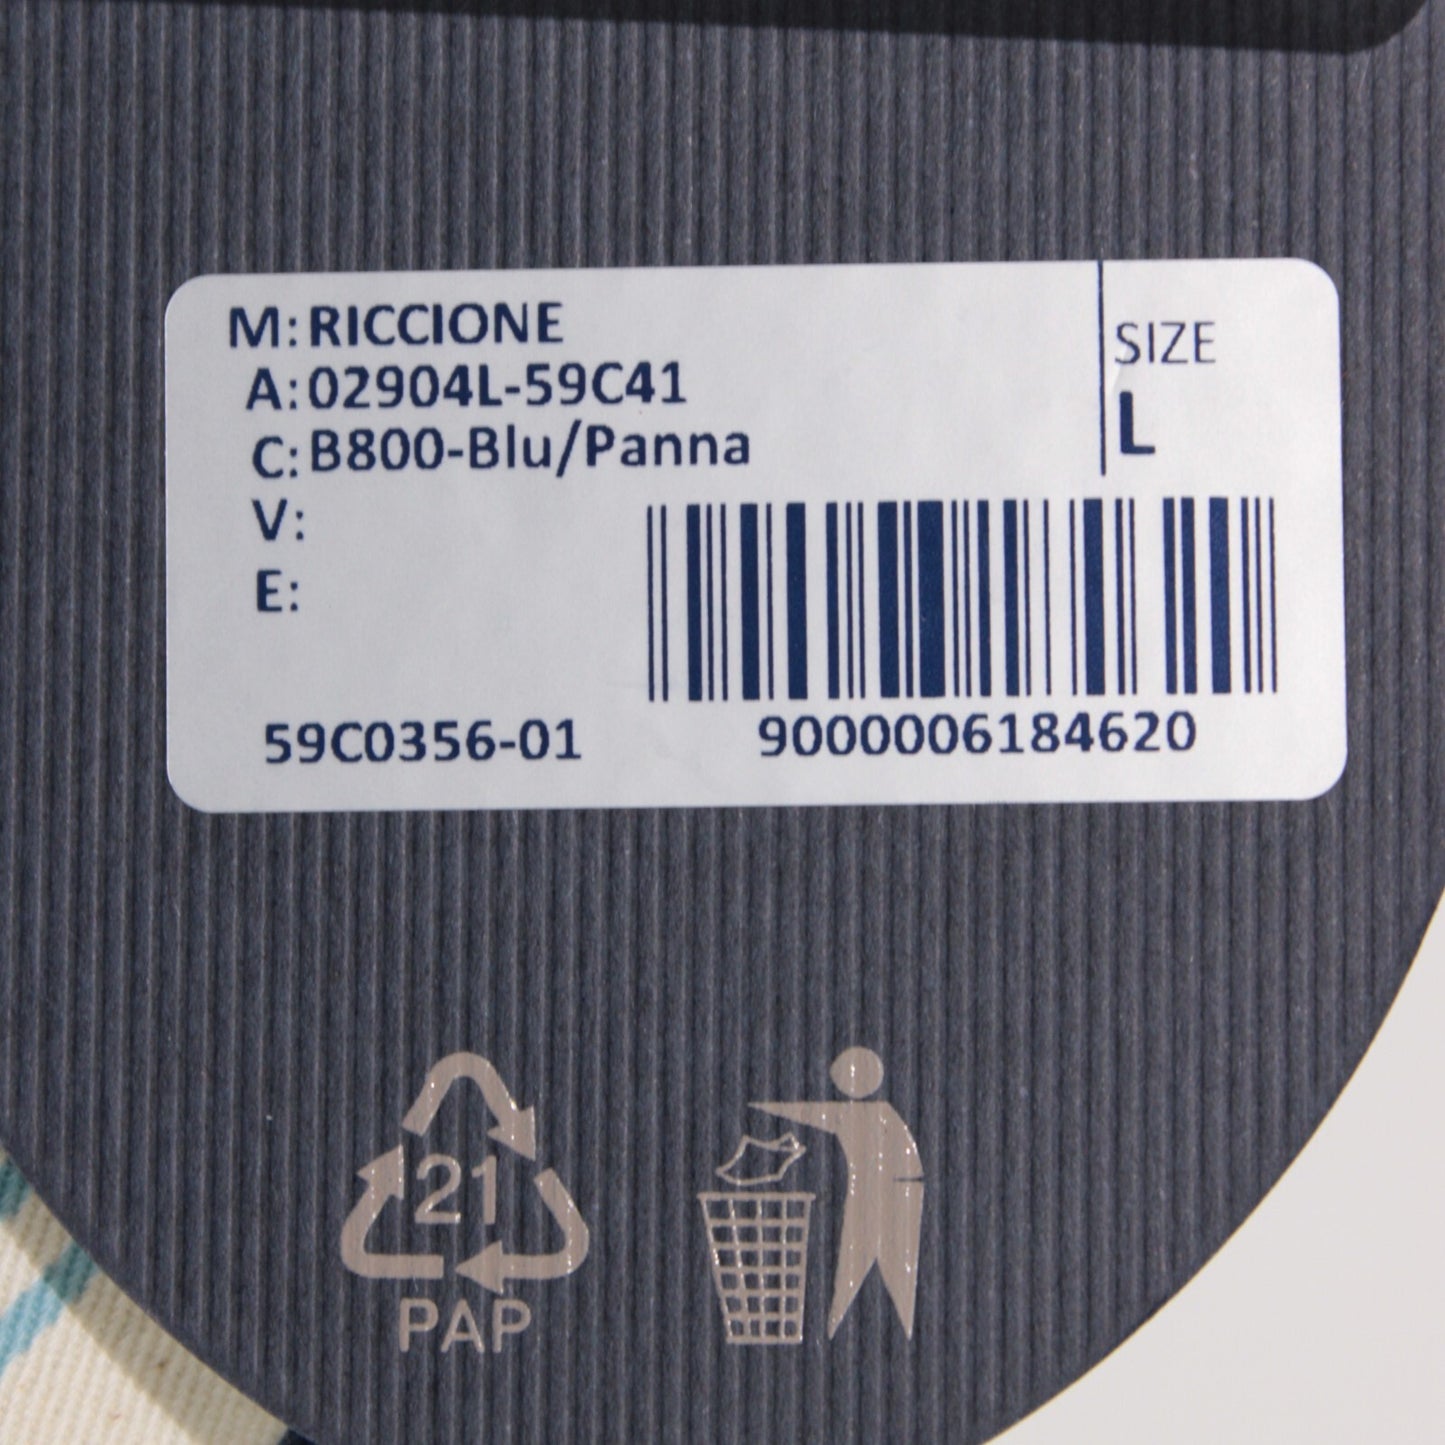 M: RICCIONE
A: 02904L-59C41
C: B800-Blu/Panna
V:
E:
SIZE
L
59C0356-01
9000006184620
21
PAP